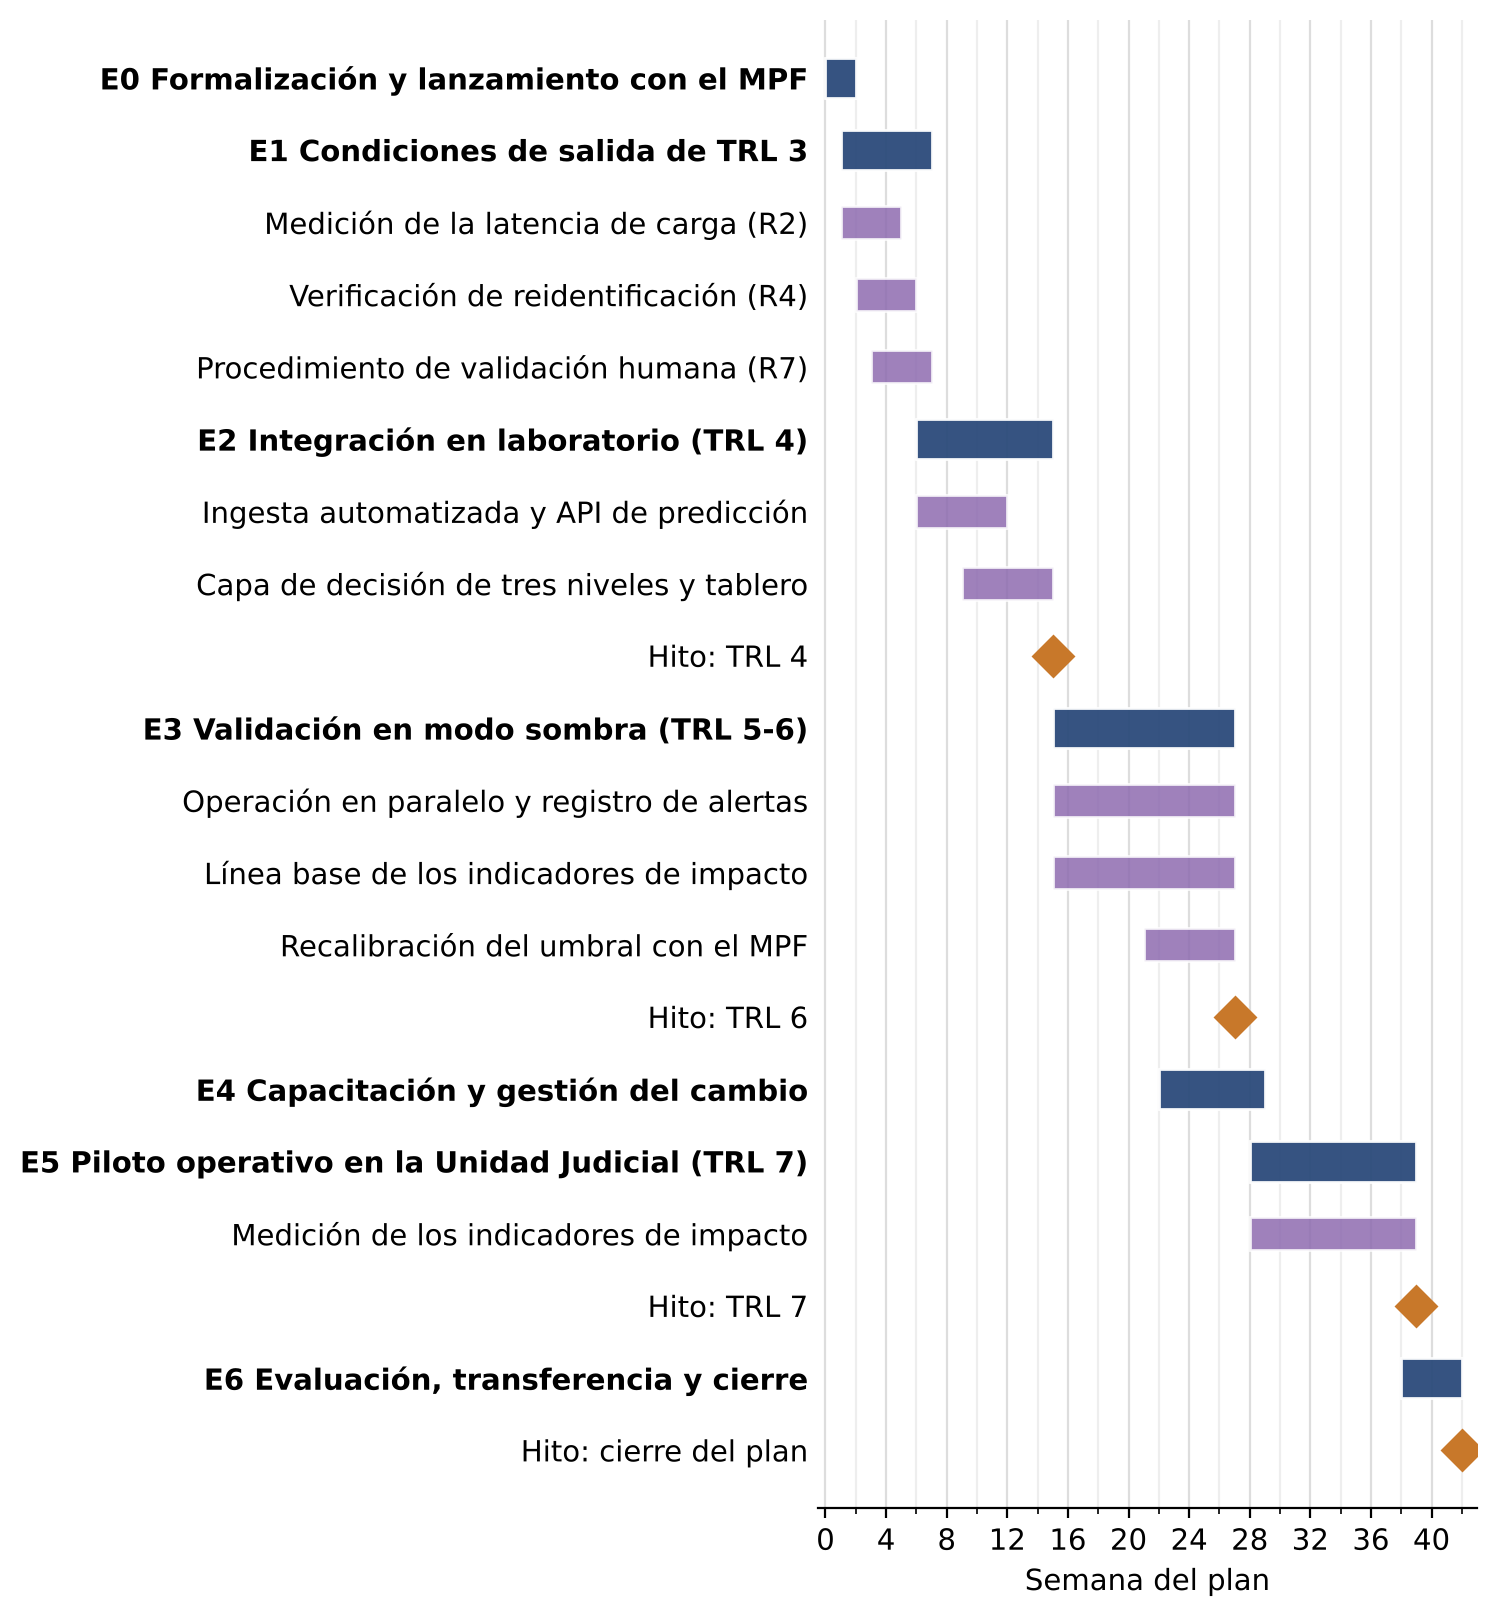 E0 Formalización y lanzamiento con el MPF
E1 Condiciones de salida de TRL 3
Medición de la latencia de carga (R2)
Verificación de reidentificación (R4)
Procedimiento de validación humana (R7)
E2 Integración en laboratorio (TRL 4)
Ingesta automatizada y API de predicción
Capa de decisión de tres niveles y tablero
Hito: TRL 4
E3 Validación en modo sombra (TRL 5-6)
Operación en paralelo y registro de alertas
Línea base de los indicadores de impacto
Recalibración del umbral con el MPF
Hito: TRL 6
E4 Capacitación y gestión del cambio
E5 Piloto operativo en la Unidad Judicial (TRL 7)
Medición de los indicadores de impacto
Hito: TRL 7
E6 Evaluación, transferencia y cierre
Hito: cierre del plan
0 4 8 12 16 20 24 28 32 36 40
Semana del plan